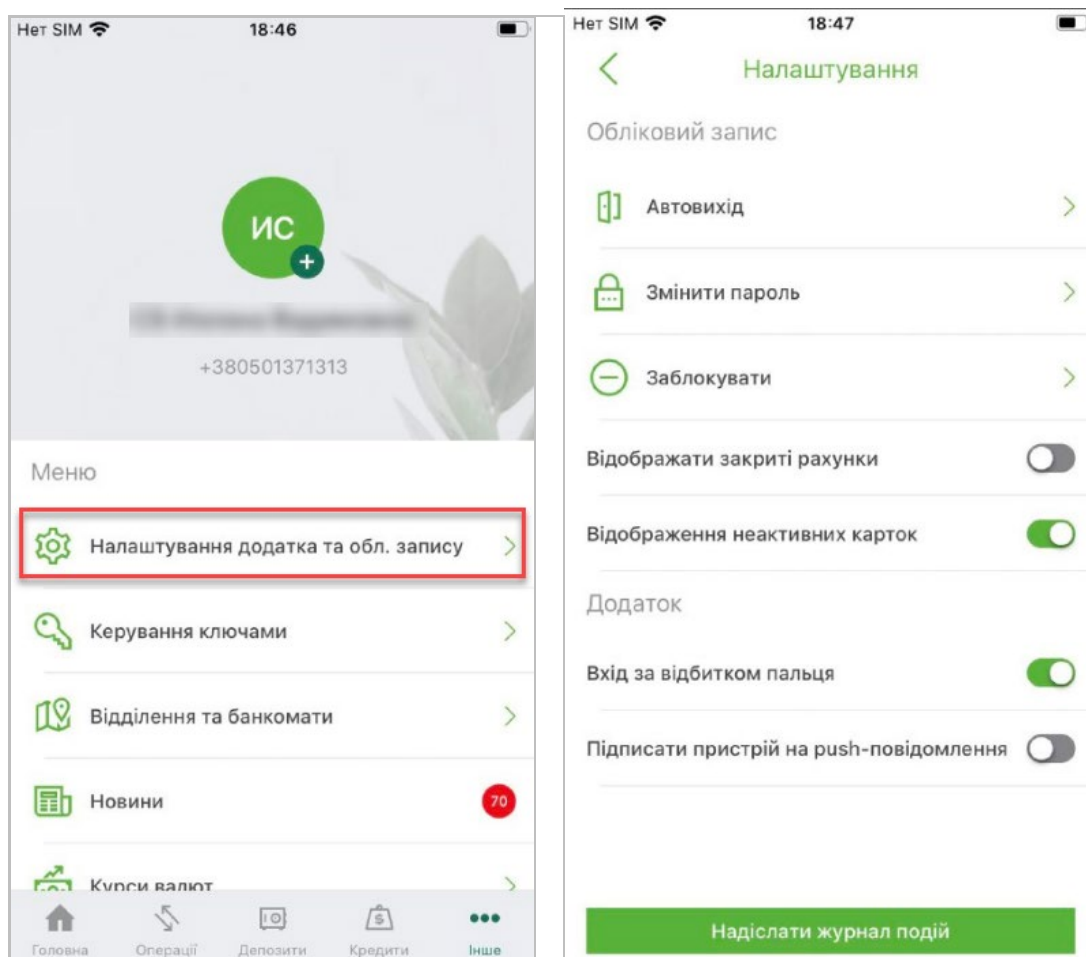 Нет SIM 18:46
ИС
+380501371313
Меню
Налаштування додатка та обл. запису
Керування ключами
Відділення та банкомати
Новини 70
Курси валют
Головна Операції Депозити Кредити Інше
Нет SIM 18:47
Налаштування
Обліковий запис
Автовихід
Змінити пароль
Заблокувати
Відображати закриті рахунки
Відображення неактивних карток
Додаток
Вхід за відбитком пальця
Підписати пристрій на push-повідомлення
Надіслати журнал подій